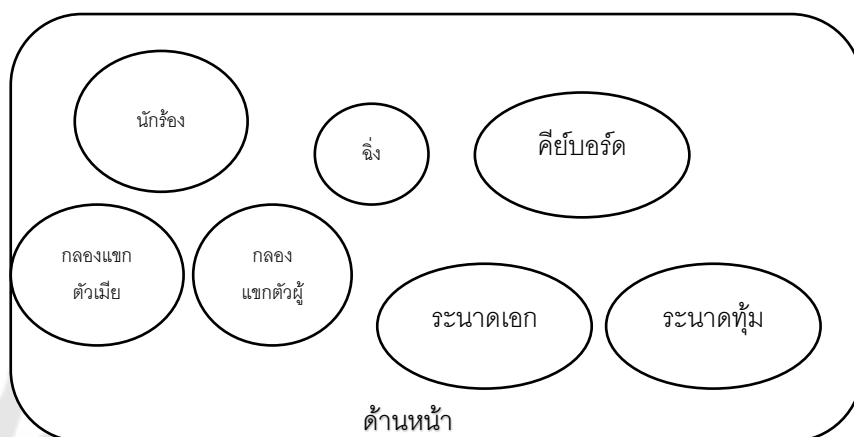 นักร้อง
ฉิ่ง
คีย์บอร์ด
กลองแขก
ตัวเมีย
กลอง
แขกตัวผู้
ระนาดเอก
ระนาดทุ้ม
ด้านหน้า